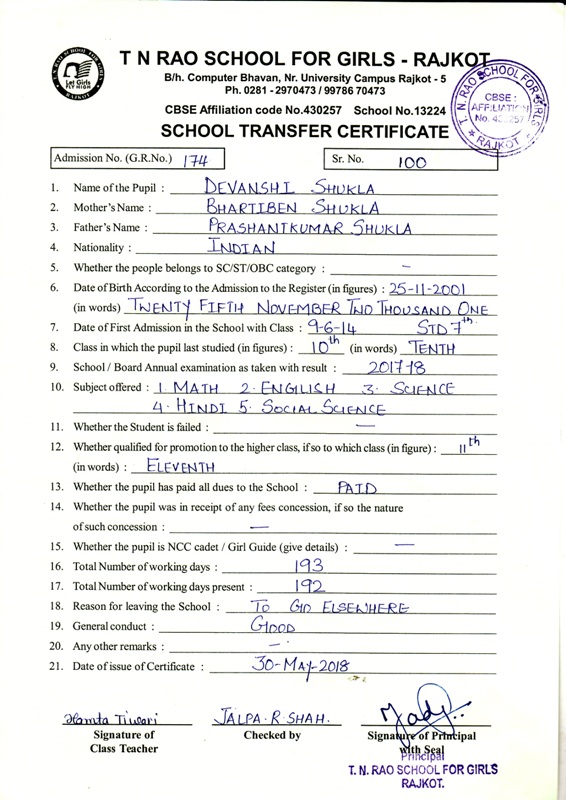 T N RAO SCHOOL FOR GIRLS - RAJKOT
B/h. Computer Bhavan, Nr. University Campus Rajkot - 5
Ph. 0281 - 2970473 / 99786 70473
CBSE Affiliation code No.430257 School No.13224
SCHOOL TRANSFER CERTIFICATE
T. N. RAO SCHOOL FOR GIRLS
CBSE :
AFFILIATION
No. 430257
RAJKOT
Let Girls
FLY HIGH
Admission No. (G.R.No.) 174 Sr. No. 100
1. Name of the Pupil : DEVANSHI SHUKLA
2. Mother's Name : BHARTIBEN SHUKLA
3. Father's Name : PRASHANTKUMAR SHUKLA
4. Nationality : INDIAN
5. Whether the people belongs to SC/ST/OBC category : —
6. Date of Birth According to the Admission to the Register (in figures) : 25-11-2001
(in words) TWENTY FIFTH NOVEMBER TWO THOUSAND ONE
7. Date of First Admission in the School with Class : 9-6-14 STD 7th
8. Class in which the pupil last studied (in figures) : 10th (in words) TENTH
9. School / Board Annual examination as taken with result : 2017-18
10. Subject offered : 1. MATH 2. ENGLISH 3. SCIENCE
4. HINDI 5. SOCIAL SCIENCE
11. Whether the Student is failed : —
12. Whether qualified for promotion to the higher class, if so to which class (in figure) : 11th
(in words) : ELEVENTH
13. Whether the pupil has paid all dues to the School : PAID
14. Whether the pupil was in receipt of any fees concession, if so the nature
of such concession : —
15. Whether the pupil is NCC cadet / Girl Guide (give details) : —
16. Total Number of working days : 193
17. Total Number of working days present : 192
18. Reason for leaving the School : TO GO ELSEWHERE
19. General conduct : GOOD
20. Any other remarks : —
21. Date of issue of Certificate : 30-MAY-2018
Tiwari JALPA.R.SHAH.
Signature of Checked by Signature of Principal
Class Teacher with Seal
Principal
T. N. RAO SCHOOL FOR GIRLS
RAJKOT.